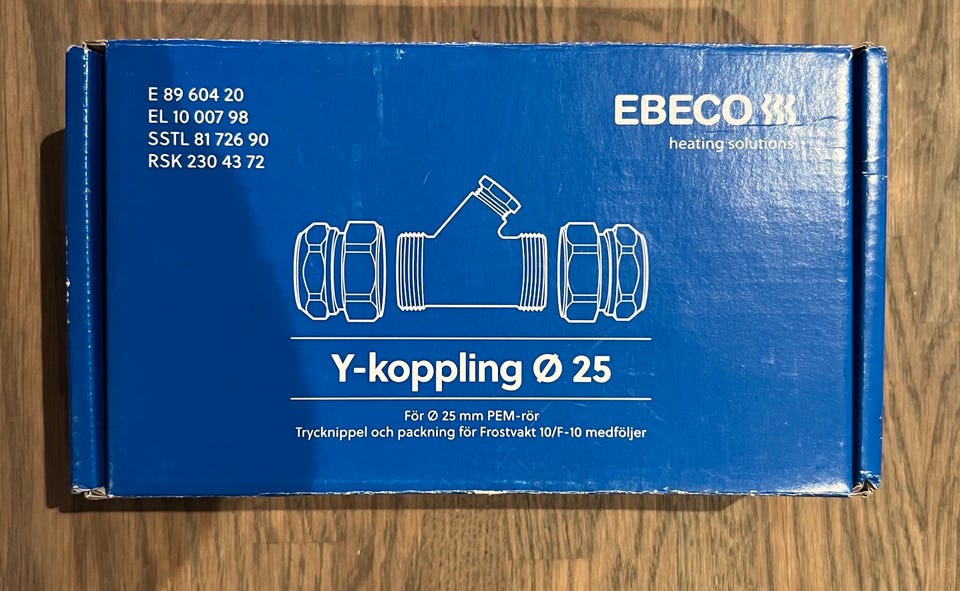 E 89 604 20
EL 10 007 98
SSTL 81 726 90
RSK 230 43 72
EBECO
heating solutions
Y-koppling Ø 25
För Ø 25 mm PEM-rör
Trycknippel och packning för Frostvakt 10/F-10 medföljer